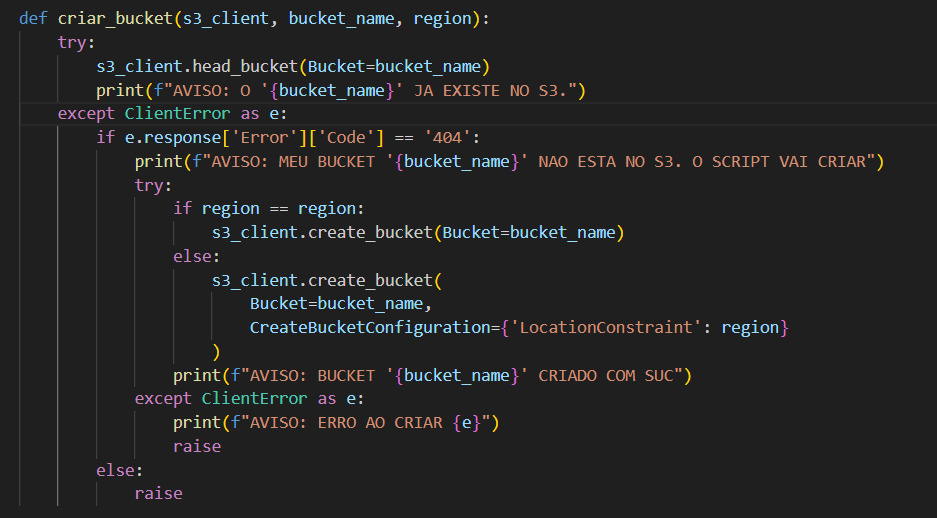 def criar_bucket(s3_client, bucket_name, region):
    try:
        s3_client.head_bucket(Bucket=bucket_name)
        print(f"AVISO: O '{bucket_name}' JA EXISTE NO S3.")
    except ClientError as e:
        if e.response['Error']['Code'] == '404':
            print(f"AVISO: MEU BUCKET '{bucket_name}' NAO ESTA NO S3. O SCRIPT VAI CRIAR")
            try:
                if region == region:
                    s3_client.create_bucket(Bucket=bucket_name)
                else:
                    s3_client.create_bucket(
                        Bucket=bucket_name,
                        CreateBucketConfiguration={'LocationConstraint': region}
                    )
                print(f"AVISO: BUCKET '{bucket_name}' CRIADO COM SUC")
            except ClientError as e:
                print(f"AVISO: ERRO AO CRIAR {e}")
                raise
        else:
            raise